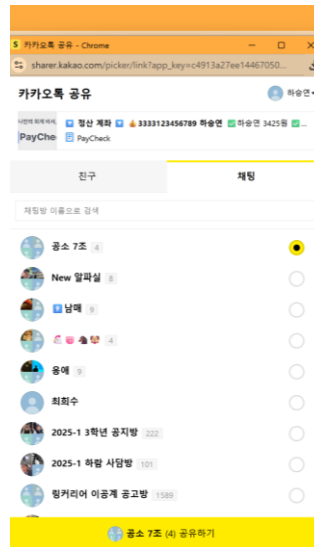 카카오톡 공유 - Chrome
sharer.kakao.com/picker/link?app_key=c4913a27ee14467050...
카카오톡 공유
하승연
PayChe
⬇️ 정산 계좌 ⬇️ 💰3333123456789 하승연 ✅하승연 3425원 ✅...
PayCheck
친구
채팅
채팅방 이름으로 검색
공소 7조 4
New 알파실 8
⬆️남매 9
4
옹애 9
최희수
2025-1 3학년 공지방 222
2025-1 하람 사담방 101
링커리어 이공계 공고방 1589
공소 7조 (4) 공유하기